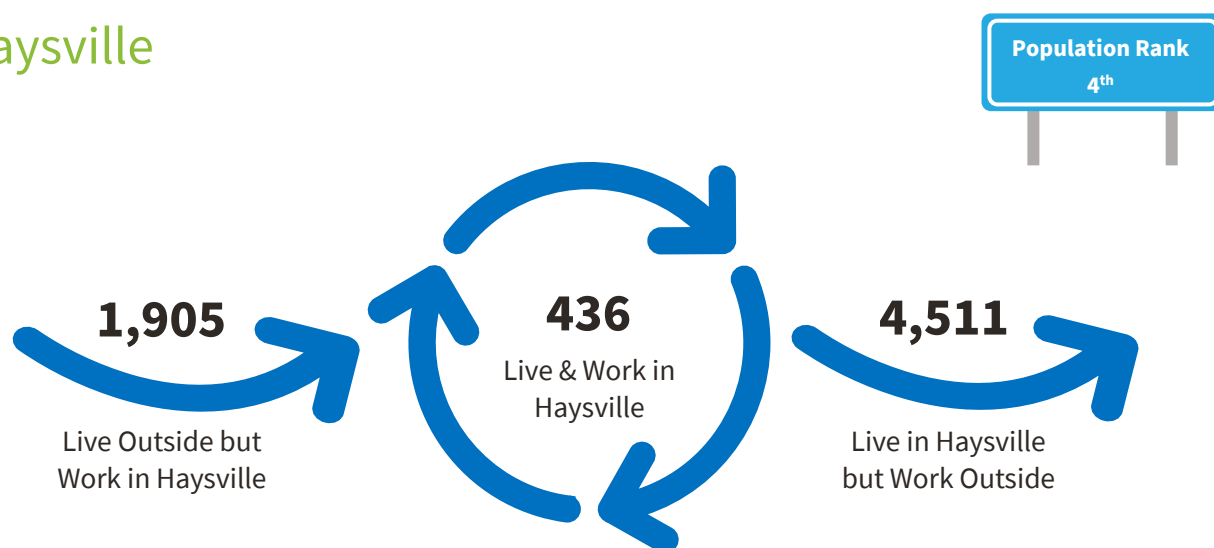 aysville
Population Rank
4th
1,905
Live Outside but
Work in Haysville
436
Live & Work in
Haysville
4,511
Live in Haysville
but Work Outside